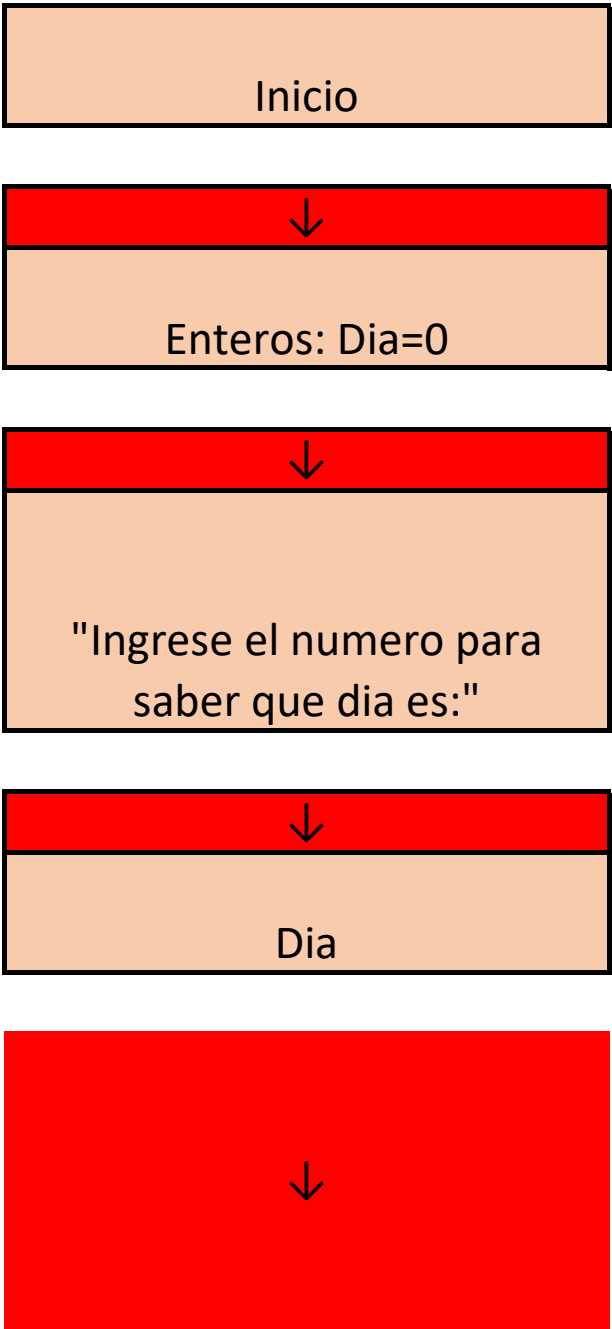 Inicio
↓
Enteros: Dia=0
↓
"Ingrese el numero para
saber que dia es:"
↓
Dia
↓